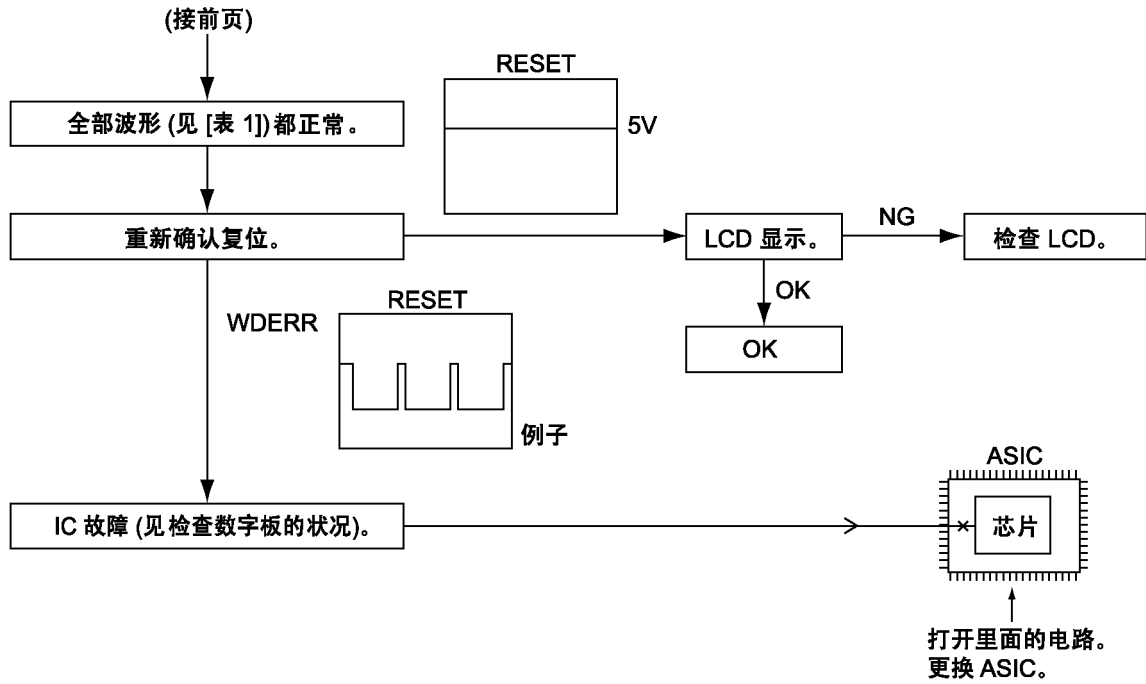 (接前页)
全部波形 (见 [表 1]) 都正常。
RESET
5V
重新确认复位。
LCD 显示。
NG
检查 LCD。
OK
OK
WDERR
RESET
例子
IC 故障 (见检查数字板的状况)。
ASIC
芯片
打开里面的电路。
更换 ASIC。